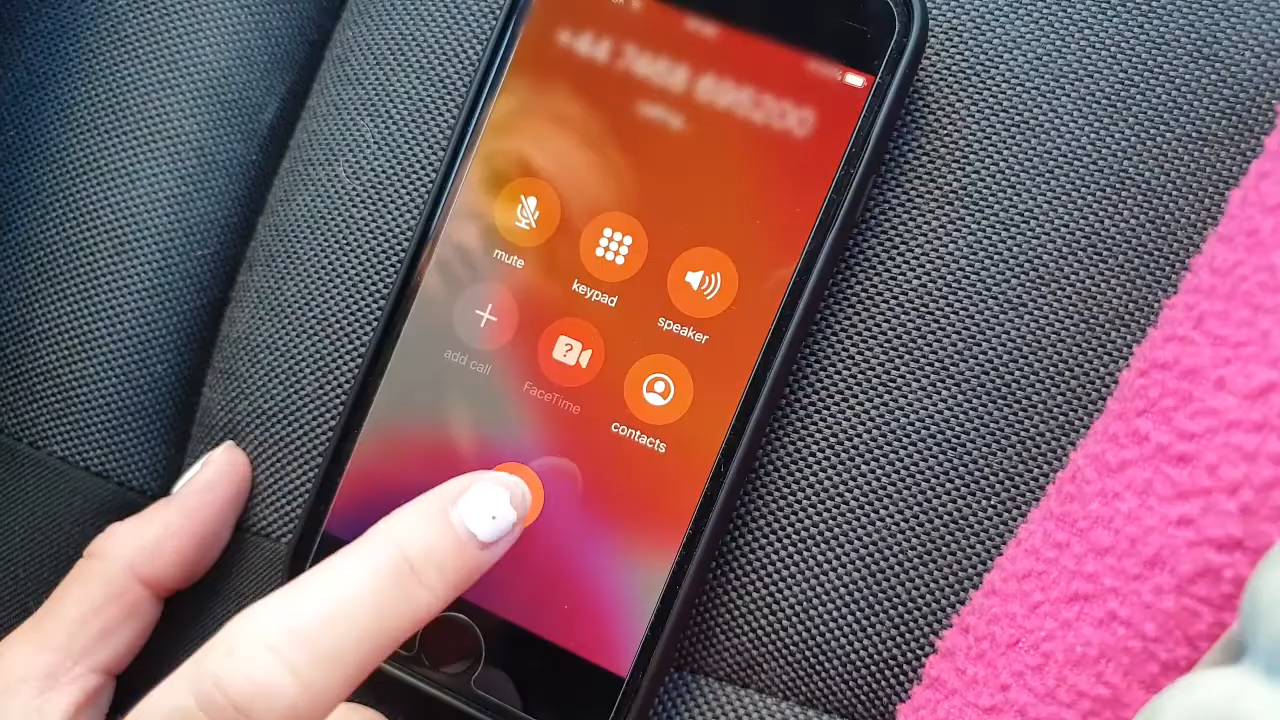 mute
keypad
speaker
add call
FaceTime
contacts